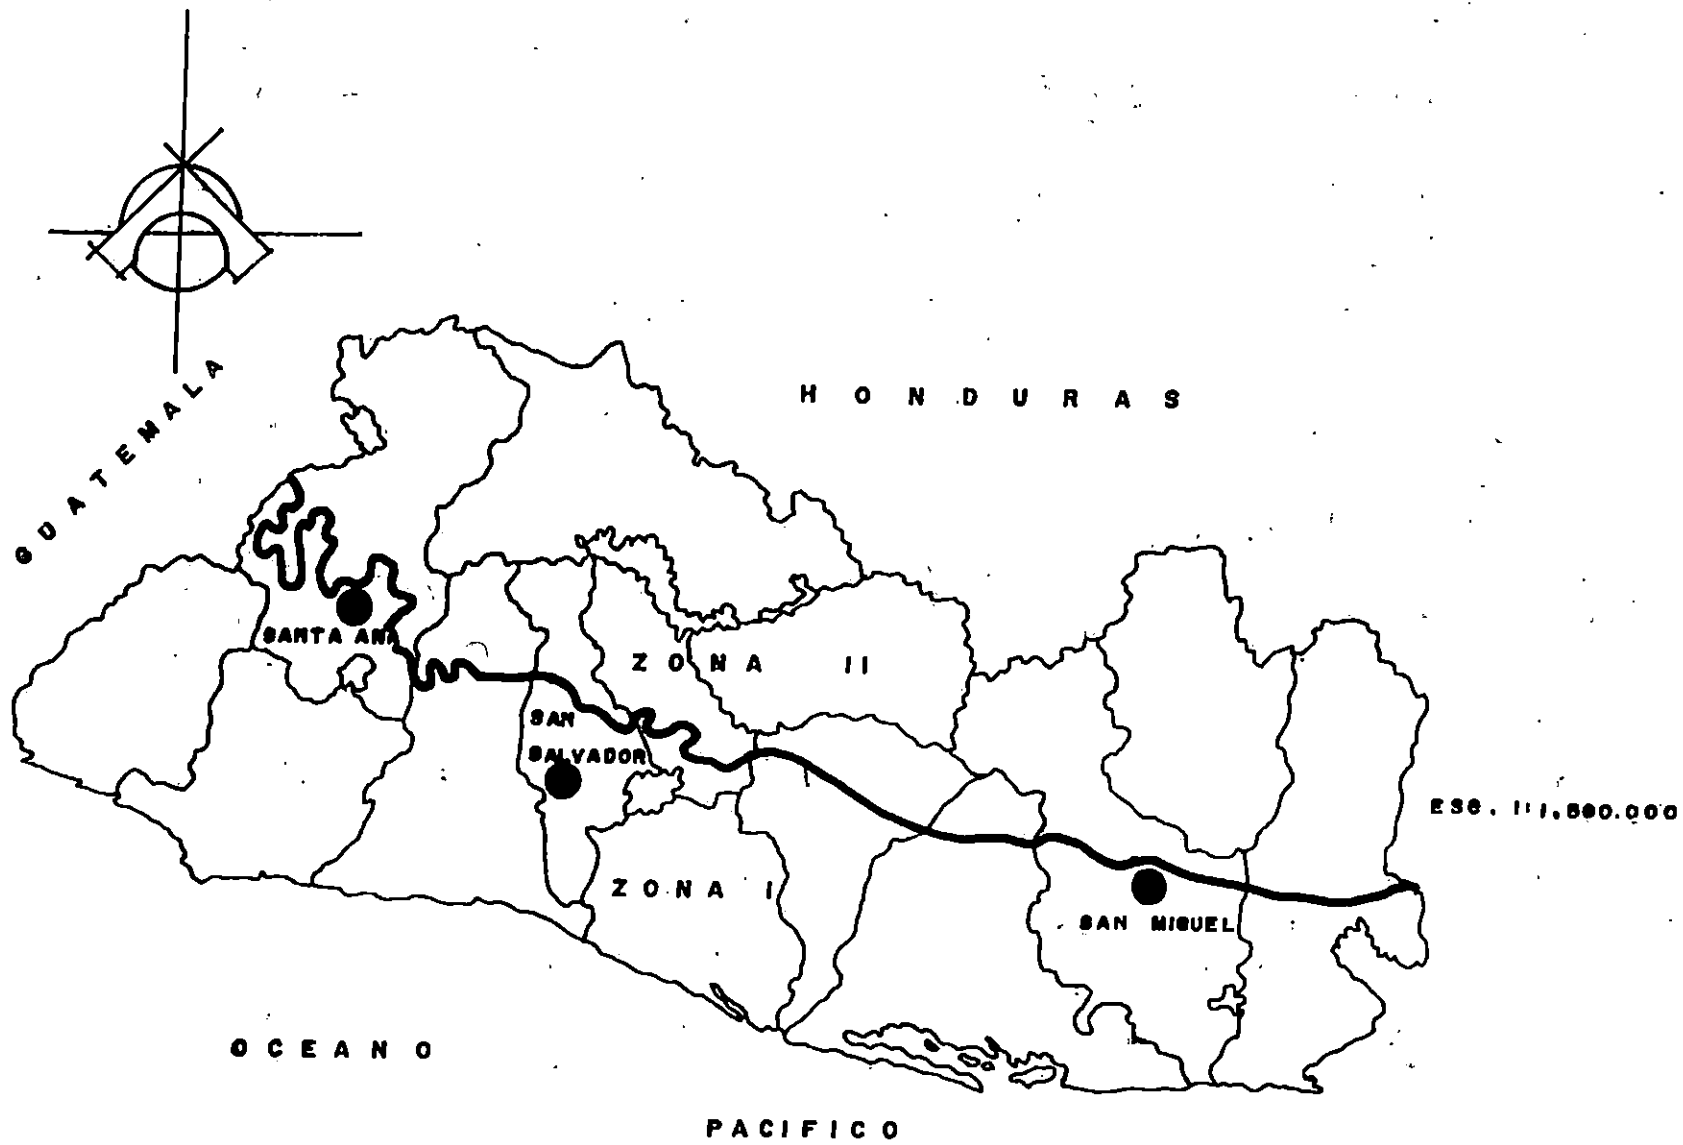 GUATEMALA
HONDURAS
SANTA ANA
ZONA II
SAN
SALVADOR
ZONA I
SAN MIGUEL
OCEANO
PACIFICO